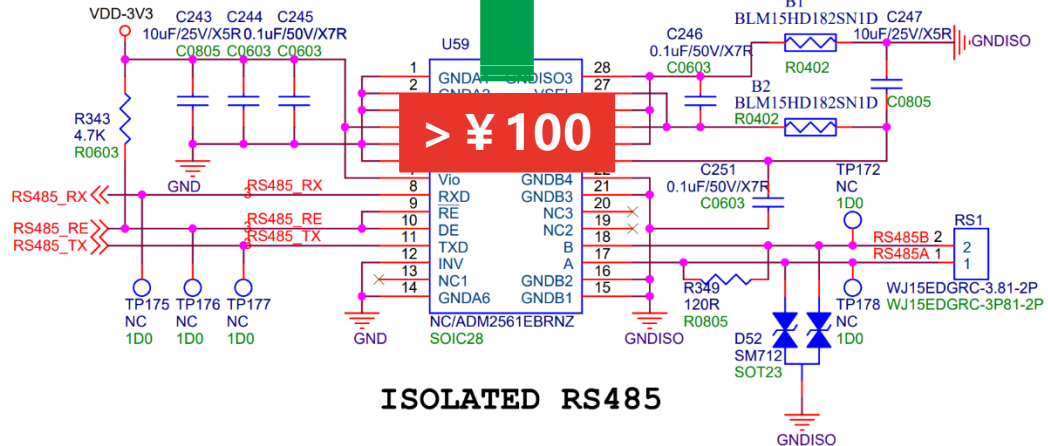 VDD-3V3
C243 C244 C245
10uF/25V/X5R 0.1uF/50V/X7R
C0805 C0603 C0603
R343
4.7K
R0603
GND
RS485_RX
3 RS485_RX
RS485_RE
3 RS485_RE
RS485_TX
3 RS485_TX
TP175 TP176 TP177
NC NC NC
1D0 1D0 1D0
U59
1
2
8
9
10
11
12
13
14
Vio
RXD
RE
DE
TXD
INV
NC1
GNDA6
> ¥ 100
28
27
21
20
19
18
17
16
15
GNDISO3
VSEL
GNDB4
GNDB3
NC3
NC2
B
A
GNDB2
GNDB1
NC/ADM2561EBRNZ
SOIC28
GND
GNDISO
C246
0.1uF/50V/X7R
C0603
B1
BLM15HD182SN1D
R0402
C247
10uF/25V/X5R
C0805
GNDISO
B2
BLM15HD182SN1D
R0402
C251
0.1uF/50V/X7R
C0603
TP172
NC
1D0
RS1
RS485B 2
RS485A 1
2
1
WJ15EDGRC-3.81-2P
WJ15EDGRC-3P81-2P
R349
120R
R0805
TP178
NC
1D0
D52
SM712
SOT23
GNDISO
ISOLATED RS485